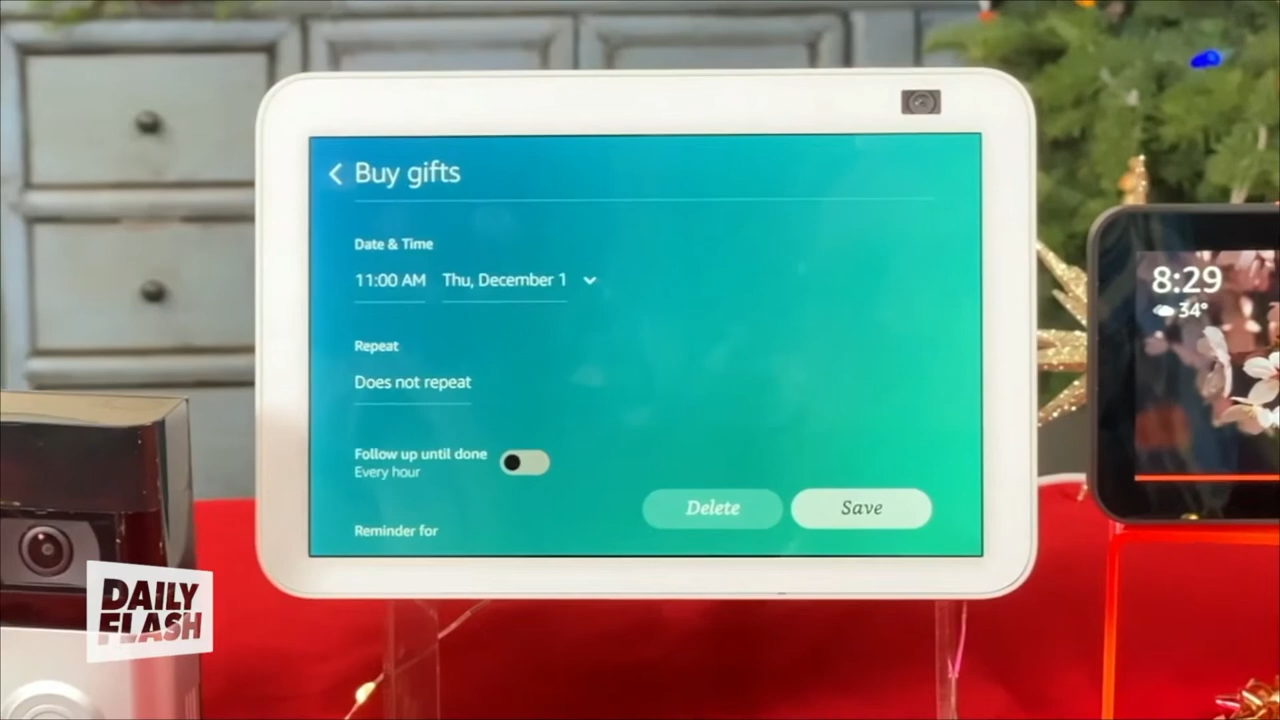 Buy gifts
Date & Time
11:00 AM Thu, December 1
Repeat
Does not repeat
Follow up until done
Every hour
Delete Save
Reminder for
8:29
34°
DAILY
FLASH